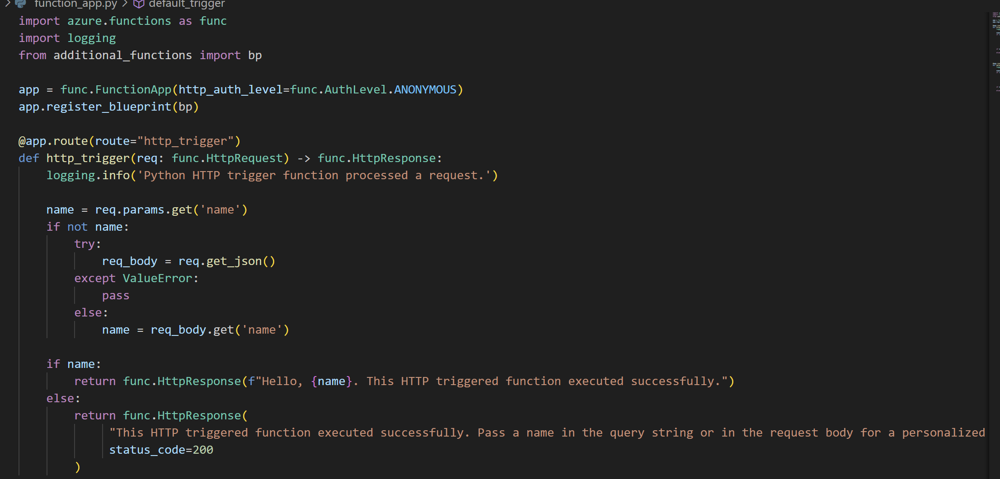 function_app.py > default_trigger
import azure.functions as func
import logging
from additional_functions import bp

app = func.FunctionApp(http_auth_level=func.AuthLevel.ANONYMOUS)
app.register_blueprint(bp)

@app.route(route="http_trigger")
def http_trigger(req: func.HttpRequest) -> func.HttpResponse:
    logging.info('Python HTTP trigger function processed a request.')

    name = req.params.get('name')
    if not name:
        try:
            req_body = req.get_json()
        except ValueError:
            pass
        else:
            name = req_body.get('name')

    if name:
        return func.HttpResponse(f"Hello, {name}. This HTTP triggered function executed successfully.")
    else:
        return func.HttpResponse(
             "This HTTP triggered function executed successfully. Pass a name in the query string or in the request body for a personalized
             status_code=200
        )